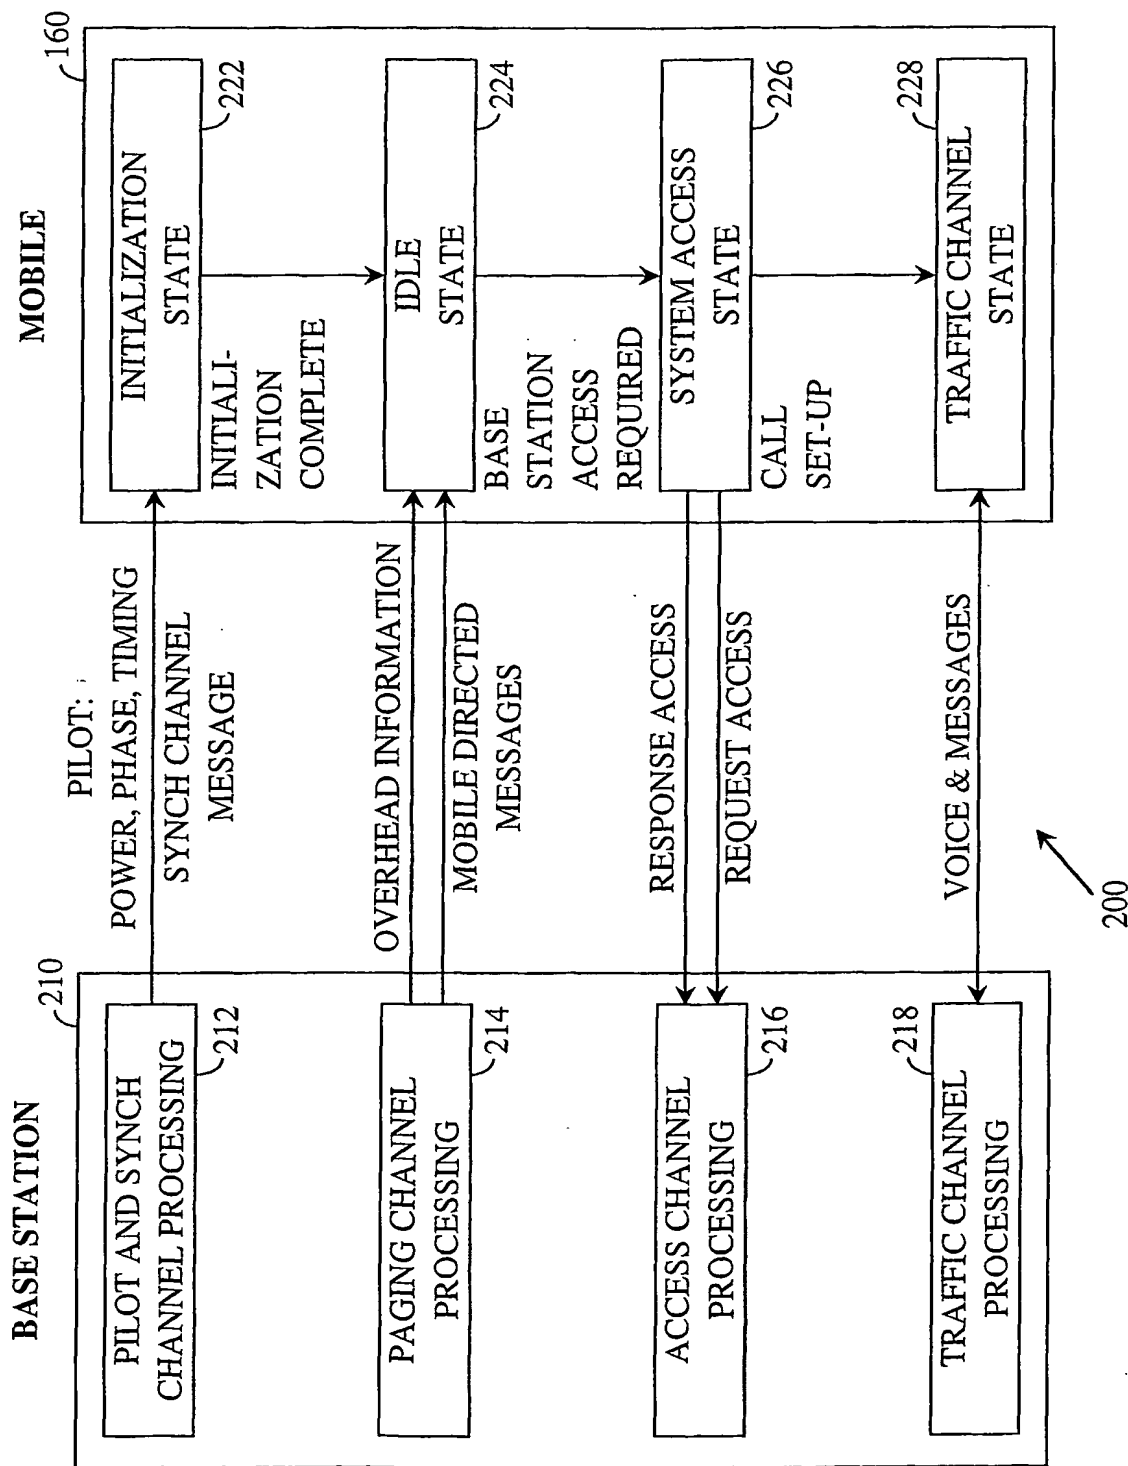 BASE STATION
210
PILOT AND SYNCH
CHANNEL PROCESSING
212
PAGING CHANNEL
PROCESSING
214
ACCESS CHANNEL
PROCESSING
216
TRAFFIC CHANNEL
PROCESSING
218
PILOT:
POWER, PHASE, TIMING
SYNCH CHANNEL
MESSAGE
OVERHEAD INFORMATION
MOBILE DIRECTED
MESSAGES
RESPONSE ACCESS
REQUEST ACCESS
VOICE & MESSAGES
200
MOBILE
160
INITIALIZATION
STATE
222
INITIALI-
ZATION
COMPLETE
IDLE
STATE
224
BASE
STATION
ACCESS
REQUIRED
SYSTEM ACCESS
STATE
226
CALL
SET-UP
TRAFFIC CHANNEL
STATE
228